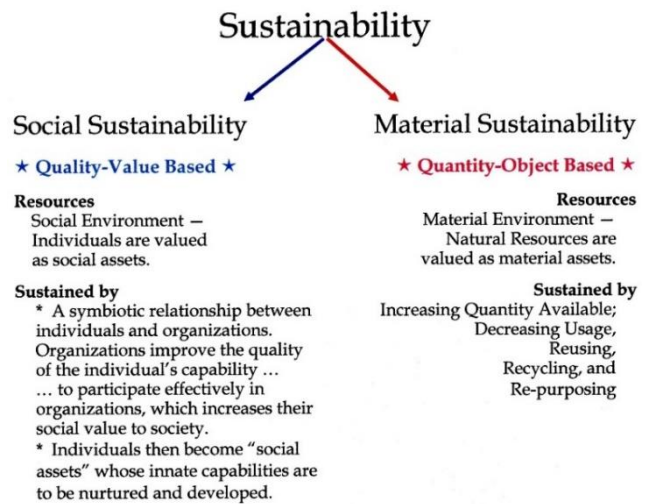 Sustainability
Social Sustainability
★ Quality-Value Based ★
Resources
Social Environment —
Individuals are valued
as social assets.
Sustained by
* A symbiotic relationship between
individuals and organizations.
Organizations improve the quality
of the individual's capability ...
... to participate effectively in
organizations, which increases their
social value to society.
* Individuals then become “social
assets” whose innate capabilities are
to be nurtured and developed.
Material Sustainability
★ Quantity-Object Based ★
Resources
Material Environment —
Natural Resources are
valued as material assets.
Sustained by
Increasing Quantity Available;
Decreasing Usage,
Reusing,
Recycling, and
Re-purposing